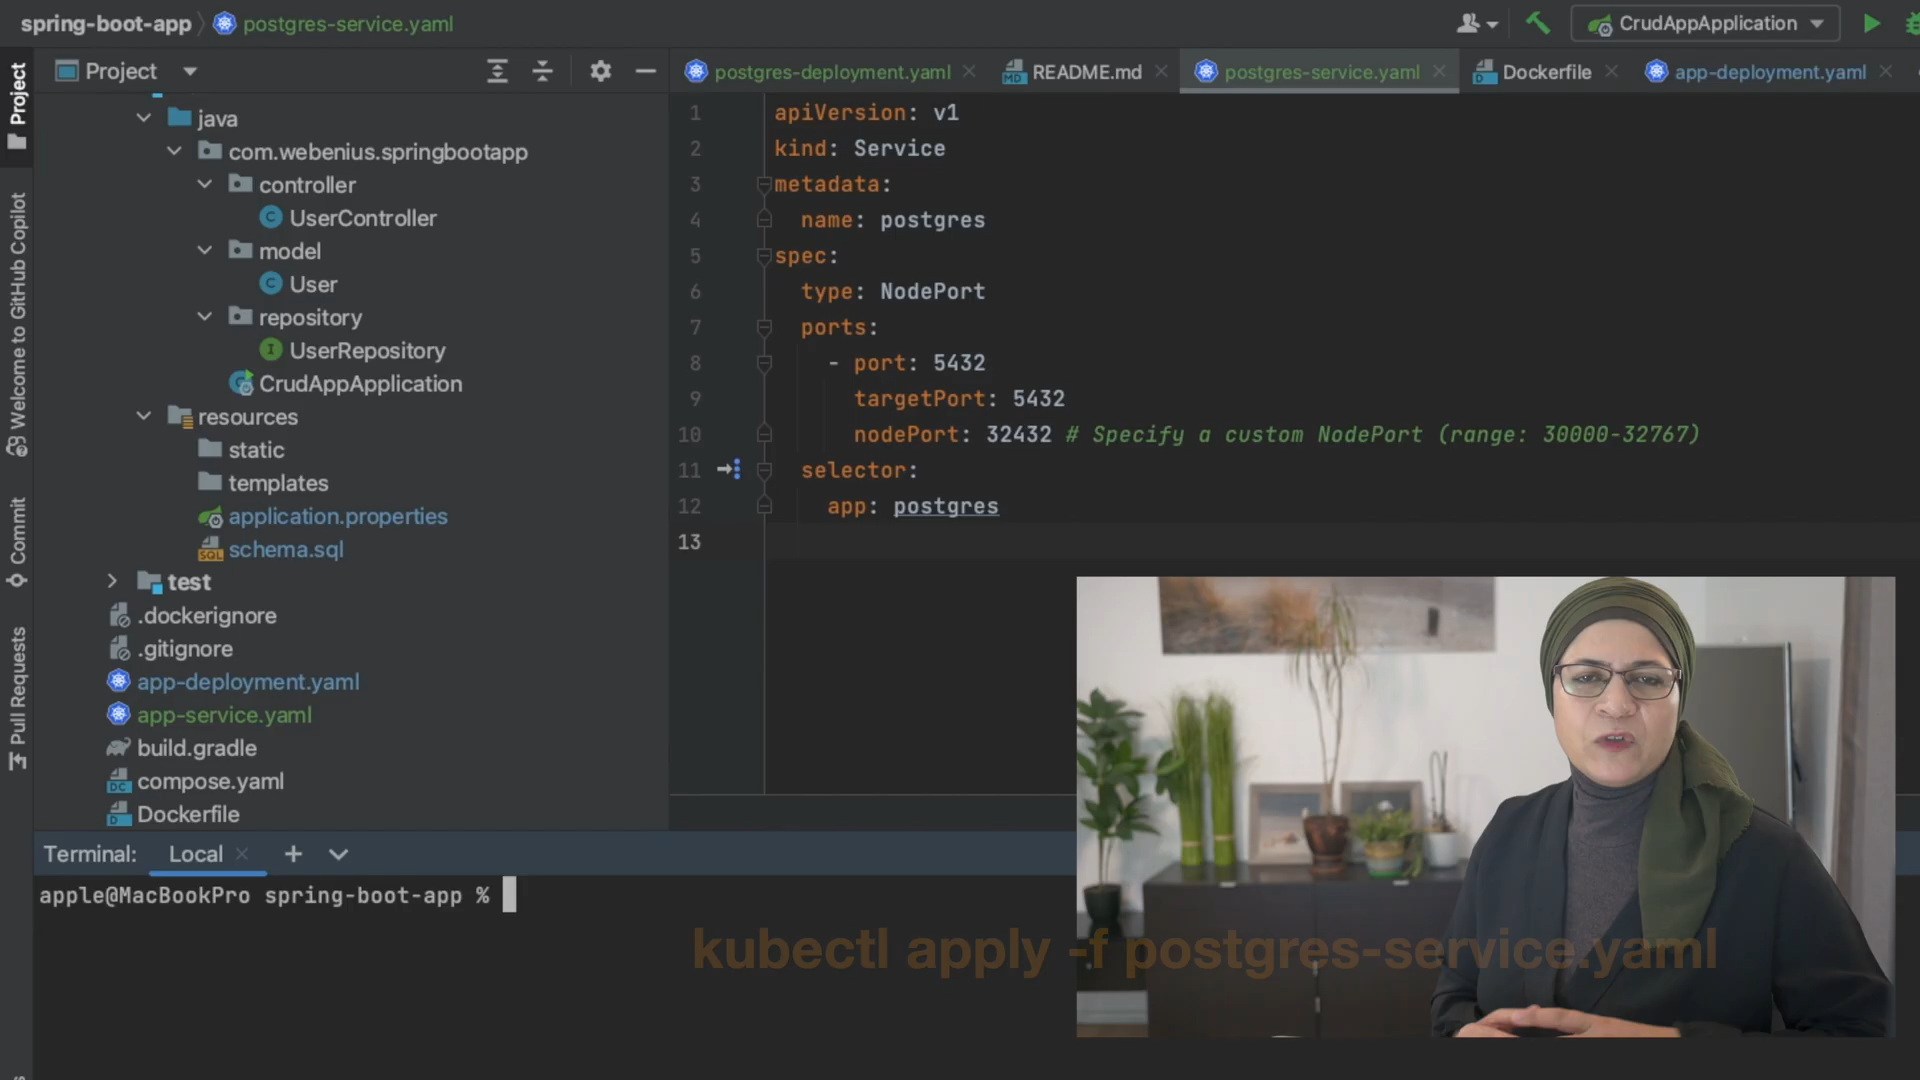 spring-boot-app
postgres-service.yaml
CrudAppApplication
Project
postgres-deployment.yaml
README.md
postgres-service.yaml
Dockerfile
app-deployment.yaml
Project
Welcome to GitHub Copilot
Commit
Pull Requests
java
com.webenius.springbootapp
controller
UserController
model
User
repository
UserRepository
CrudAppApplication
resources
static
templates
application.properties
schema.sql
test
.dockerignore
.gitignore
app-deployment.yaml
app-service.yaml
build.gradle
compose.yaml
Dockerfile
1 apiVersion: v1
2 kind: Service
3 metadata:
4 name: postgres
5 spec:
6 type: NodePort
7 ports:
8 - port: 5432
9 targetPort: 5432
10 nodePort: 32432 # Specify a custom NodePort (range: 30000-32767)
11 selector:
12 app: postgres
13
Terminal: Local
apple@MacBookPro spring-boot-app %
kubectl apply -f postgres-service.yaml